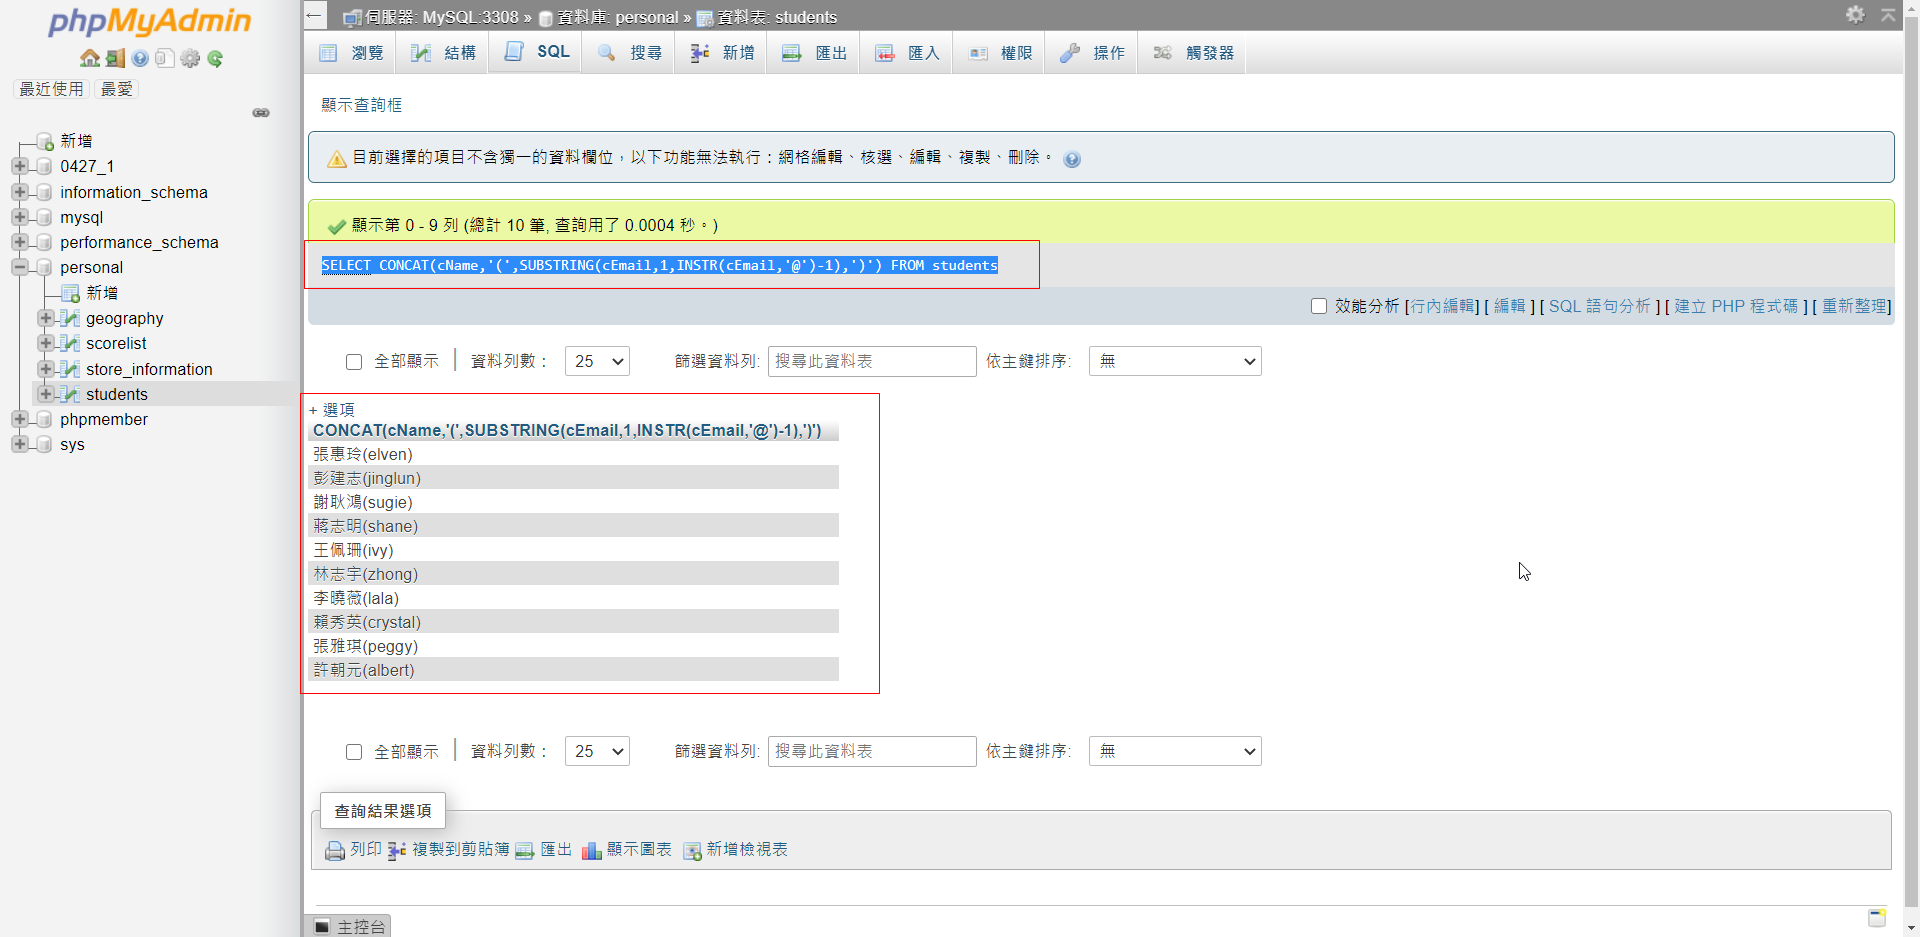 phpMyAdmin
最近使用 最愛
新增
0427_1
information_schema
mysql
performance_schema
personal
新增
geography
scorelist
store_information
students
phpmember
sys
伺服器: MySQL:3308 » 資料庫: personal » 資料表: students
瀏覽 結構 SQL 搜尋 新增 匯出 匯入 權限 操作 觸發器
顯示查詢框
目前選擇的項目不含獨一的資料欄位，以下功能無法執行：網格編輯、核選、編輯、複製、刪除。
顯示第 0 - 9 列 (總計 10 筆, 查詢用了 0.0004 秒。)
SELECT CONCAT(cName,'(',SUBSTRING(cEmail,1,INSTR(cEmail,'@')-1),')') FROM students
效能分析 [行內編輯] [ 編輯 ] [ SQL 語句分析 ] [ 建立 PHP 程式碼 ] [ 重新整理]
全部顯示 | 資料列數： 25 篩選資料列: 搜尋此資料表 依主鍵排序: 無
+ 選項
CONCAT(cName,'(',SUBSTRING(cEmail,1,INSTR(cEmail,'@')-1),')')
張惠玲(elven)
彭建志(jinglun)
謝耿鴻(sugie)
蔣志明(shane)
王佩珊(ivy)
林志宇(zhong)
李曉薇(lala)
賴秀英(crystal)
張雅琪(peggy)
許朝元(albert)
全部顯示 | 資料列數： 25 篩選資料列: 搜尋此資料表 依主鍵排序: 無
查詢結果選項
列印 複製到剪貼簿 匯出 顯示圖表 新增檢視表
主控台